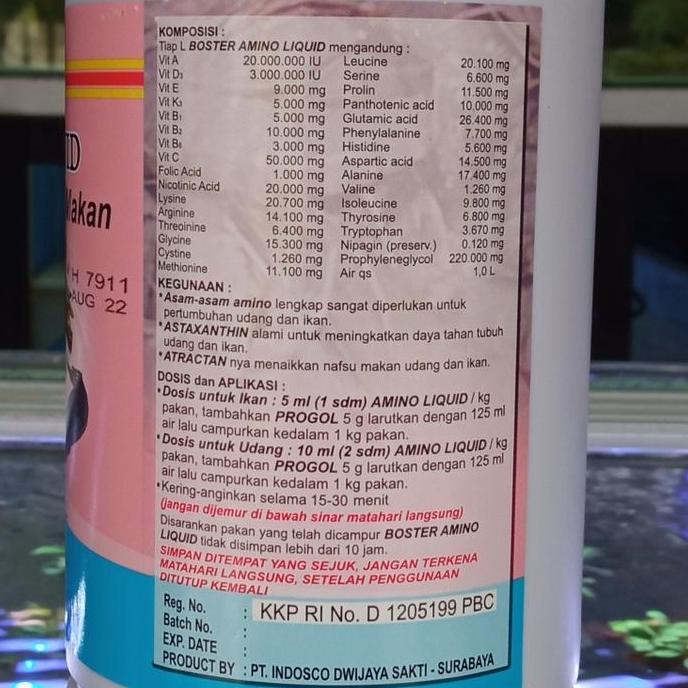 ID
Makan
H 7911
AUG 22
KOMPOSISI :
Tiap L BOSTER AMINO LIQUID mengandung :
Vit A 20.000.000 IU Leucine 20.100 mg
Vit D3 3.000.000 IU Serine 6.600 mg
Vit E 9.000 mg Prolin 11.500 mg
Vit K3 5.000 mg Panthotenic acid 10.000 mg
Vit B1 5.000 mg Glutamic acid 26.400 mg
Vit B2 10.000 mg Phenylalanine 7.700 mg
Vit B6 3.000 mg Histidine 5.600 mg
Vit C 50.000 mg Aspartic acid 14.500 mg
Folic Acid 1.000 mg Alanine 17.400 mg
Nicotinic Acid 20.000 mg Valine 1.260 mg
Lysine 20.700 mg Isoleucine 9.800 mg
Arginine 14.100 mg Thyrosine 6.800 mg
Threoinine 6.400 mg Tryptophan 3.670 mg
Glycine 15.300 mg Nipagin (preserv.) 0.120 mg
Cystine 1.260 mg Prophyleneglycol 220.000 mg
Methionine 11.100 mg Air qs 1,0 L
KEGUNAAN :
*Asam-asam amino lengkap sangat diperlukan untuk
pertumbuhan udang dan ikan.
*ASTAXANTHIN alami untuk meningkatkan daya tahan tubuh
udang dan ikan.
*ATRACTAN nya menaikkan nafsu makan udang dan ikan.
DOSIS dan APLIKASI :
•Dosis untuk Ikan : 5 ml (1 sdm) AMINO LIQUID / kg
pakan, tambahkan PROGOL 5 g larutkan dengan 125 ml
air lalu campurkan kedalam 1 kg pakan.
•Dosis untuk Udang : 10 ml (2 sdm) AMINO LIQUID / kg
pakan, tambahkan PROGOL 5 g larutkan dengan 125 ml
air lalu campurkan kedalam 1 kg pakan.
•Kering-anginkan selama 15-30 menit
(jangan dijemur di bawah sinar matahari langsung)
Disarankan pakan yang telah dicampur BOSTER AMINO
LIQUID tidak disimpan lebih dari 10 jam.
SIMPAN DITEMPAT YANG SEJUK, JANGAN TERKENA
MATAHARI LANGSUNG, SETELAH PENGGUNAAN
DITUTUP KEMBALI
Reg. No. : KKP RI No. D 1205199 PBC
Batch No. :
EXP. DATE :
PRODUCT BY : PT. INDOSCO DWIJAYA SAKTI - SURABAYA